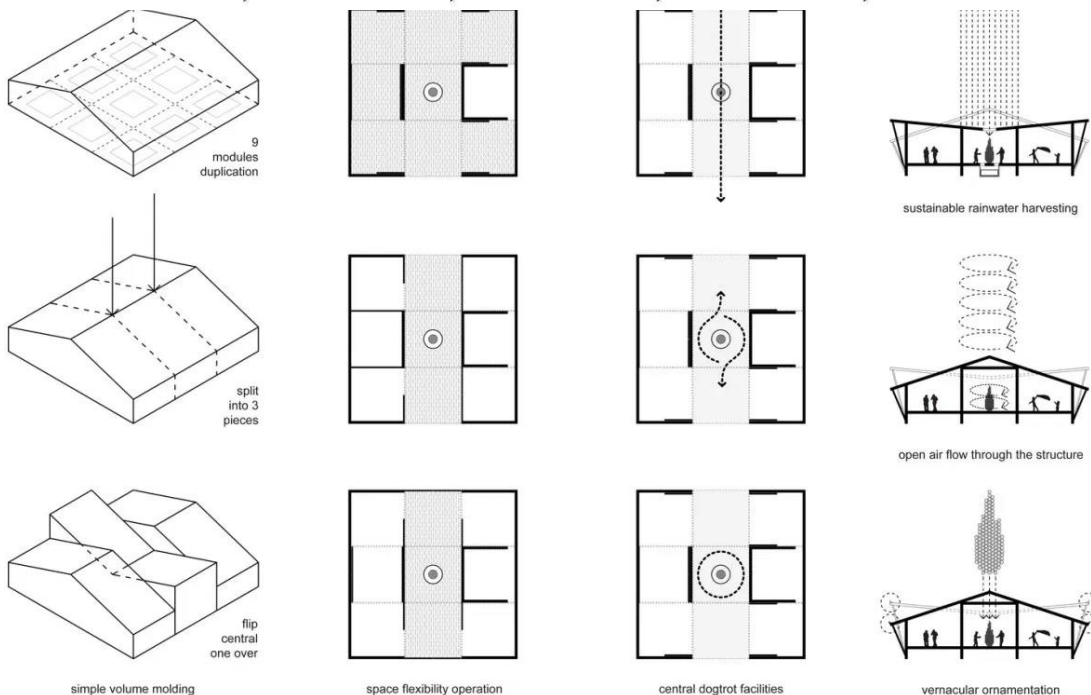 9
modules
duplication
sustainable rainwater harvesting
split
into 3
pieces
open air flow through the structure
flip
central
one over
simple volume molding
space flexibility operation
central dogtrot facilities
vernacular ornamentation